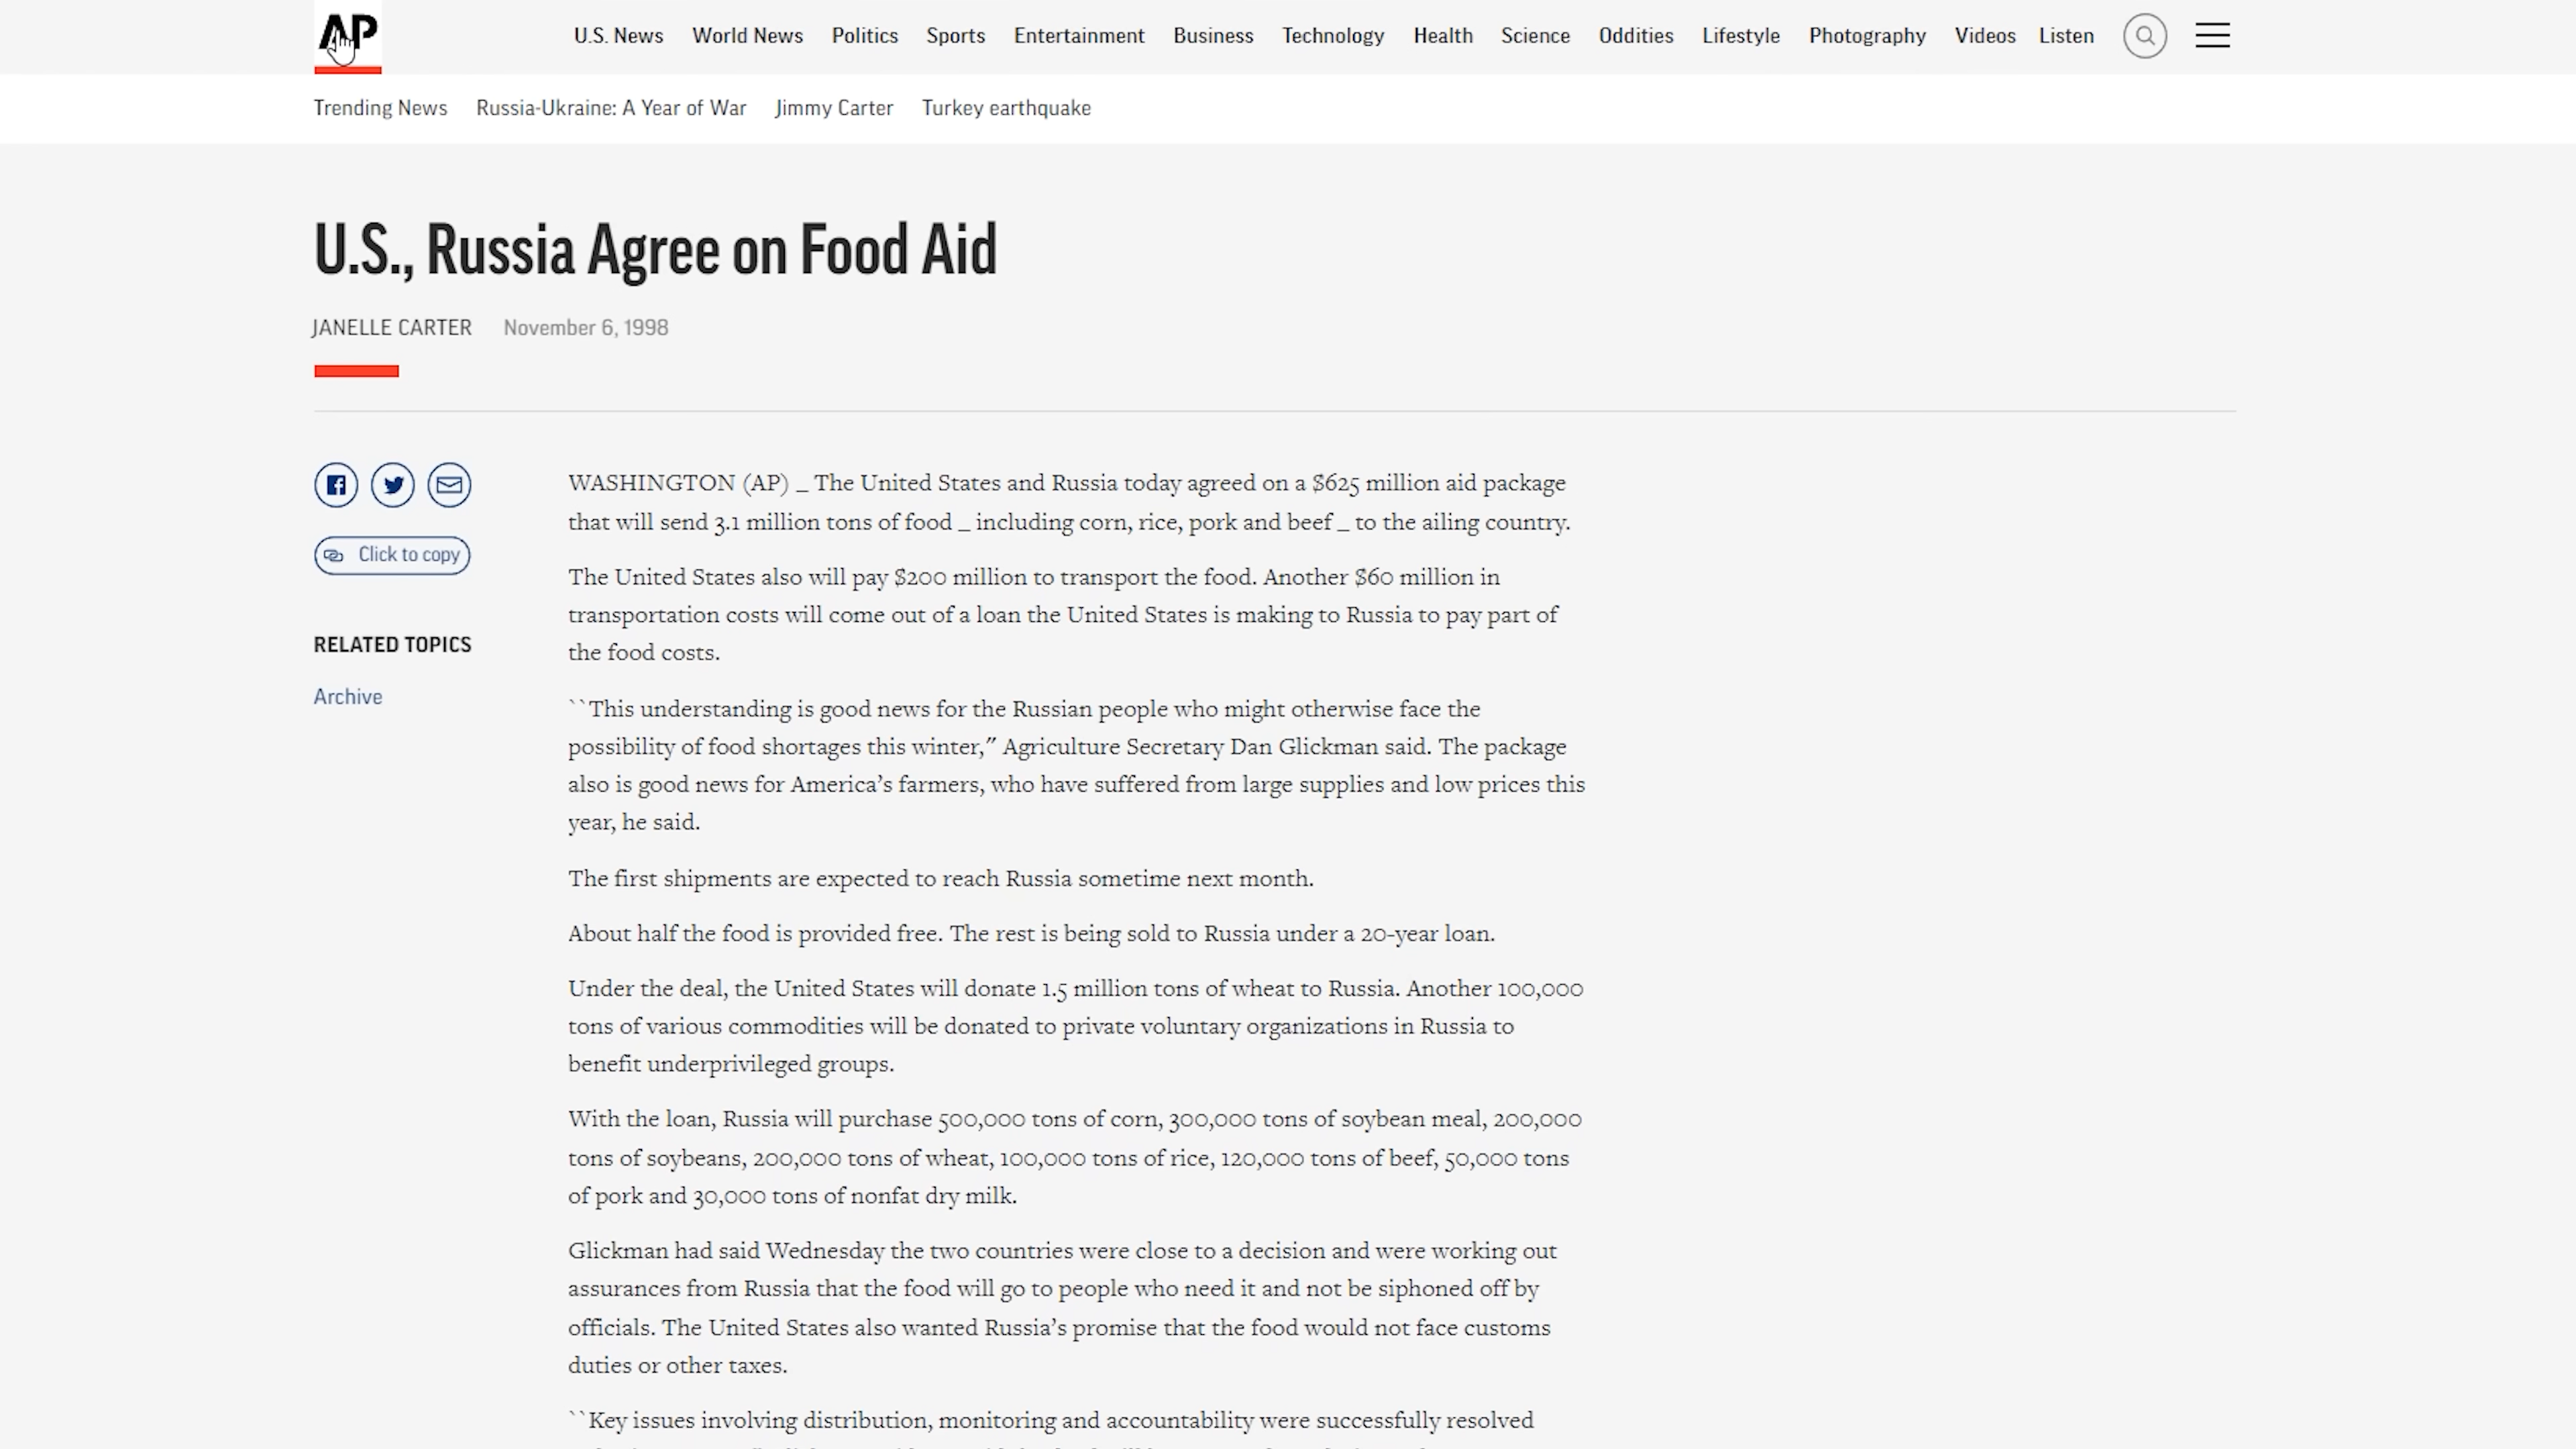 AP
U.S. News World News Politics Sports Entertainment Business Technology Health Science Oddities Lifestyle Photography Videos Listen
Trending News Russia-Ukraine: A Year of War Jimmy Carter Turkey earthquake
U.S., Russia Agree on Food Aid
JANELLE CARTER November 6, 1998
Click to copy
RELATED TOPICS
Archive
WASHINGTON (AP) _ The United States and Russia today agreed on a $625 million aid package
that will send 3.1 million tons of food _ including corn, rice, pork and beef _ to the ailing country.
The United States also will pay $200 million to transport the food. Another $60 million in
transportation costs will come out of a loan the United States is making to Russia to pay part of
the food costs.
``This understanding is good news for the Russian people who might otherwise face the
possibility of food shortages this winter,″ Agriculture Secretary Dan Glickman said. The package
also is good news for America’s farmers, who have suffered from large supplies and low prices this
year, he said.
The first shipments are expected to reach Russia sometime next month.
About half the food is provided free. The rest is being sold to Russia under a 20-year loan.
Under the deal, the United States will donate 1.5 million tons of wheat to Russia. Another 100,000
tons of various commodities will be donated to private voluntary organizations in Russia to
benefit underprivileged groups.
With the loan, Russia will purchase 500,000 tons of corn, 300,000 tons of soybean meal, 200,000
tons of soybeans, 200,000 tons of wheat, 100,000 tons of rice, 120,000 tons of beef, 50,000 tons
of pork and 30,000 tons of nonfat dry milk.
Glickman had said Wednesday the two countries were close to a decision and were working out
assurances from Russia that the food will go to people who need it and not be siphoned off by
officials. The United States also wanted Russia’s promise that the food would not face customs
duties or other taxes.
``Key issues involving distribution, monitoring and accountability were successfully resolved